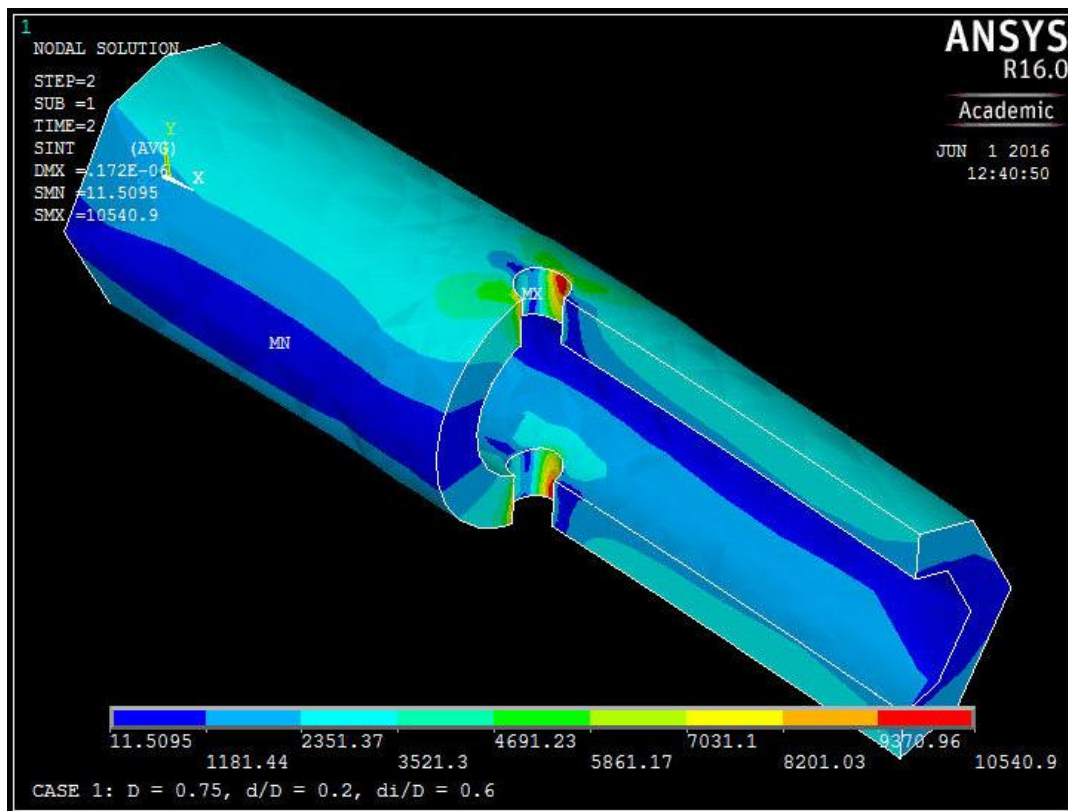 1
NODAL SOLUTION
STEP=2
SUB =1
TIME=2
SINT (AVG)
DMX =.172E-06
SMN =11.5095
SMX =10540.9
ANSYS
R16.0
Academic
JUN 1 2016
12:40:50
Y
X
MX
MN
11.5095 2351.37 4691.23 7031.1 9370.96
1181.44 3521.3 5861.17 8201.03 10540.9
CASE 1: D = 0.75, d/D = 0.2, di/D = 0.6